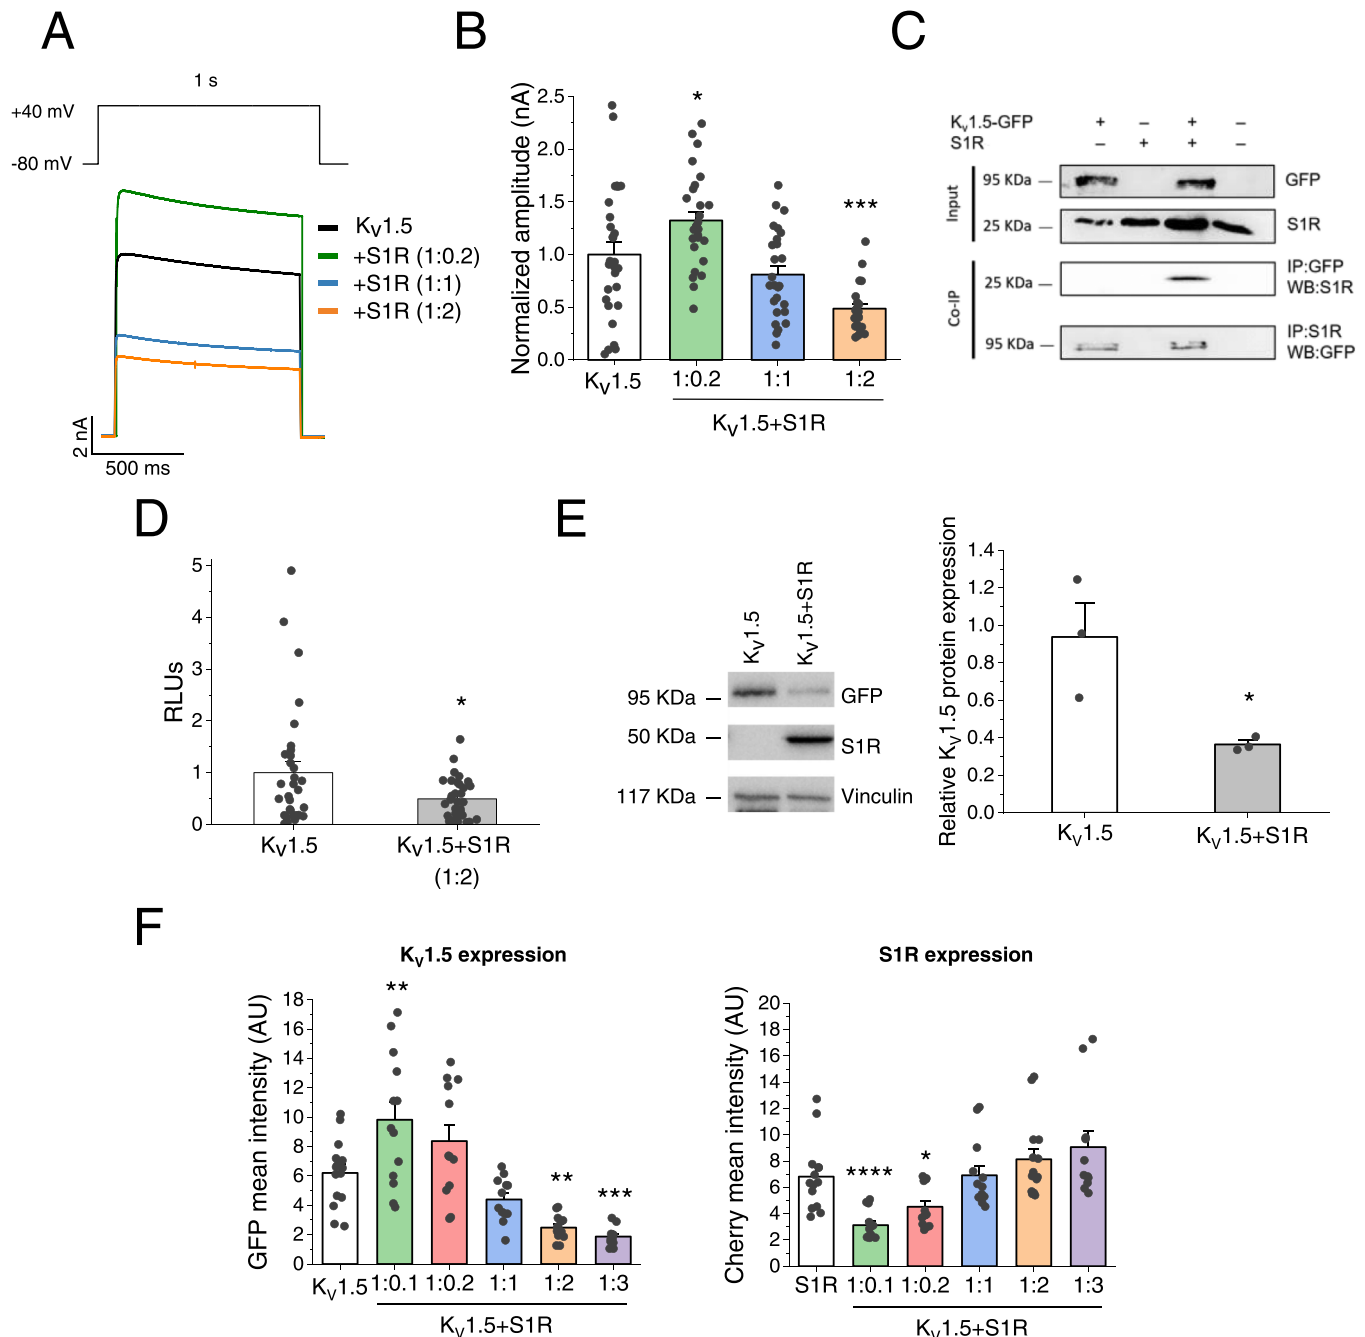 A
1 s
+40 mV
-80 mV
Kv1.5
+S1R (1:0.2)
+S1R (1:1)
+S1R (1:2)
2 nA
500 ms
B
Normalized amplitude (nA)
2.5
2.0
1.5
1.0
0.5
0.0
*
***
Kv1.5
1:0.2
1:1
1:2
Kv1.5+S1R
C
Kv1.5-GFP + – + –
S1R – + + –
Input
95 KDa
GFP
25 KDa
S1R
Co-IP
25 KDa
IP:GFP
WB:S1R
95 KDa
IP:S1R
WB:GFP
D
RLUs
5
4
3
2
1
0
*
Kv1.5
Kv1.5+S1R
(1:2)
E
Kv1.5
Kv1.5+S1R
95 KDa
GFP
50 KDa
S1R
117 KDa
Vinculin
Relative Kv1.5 protein expression
1.4
1.2
1.0
0.8
0.6
0.4
0.2
0.0
*
Kv1.5
Kv1.5+S1R
F
Kv1.5 expression
GFP mean intensity (AU)
18
16
14
12
10
8
6
4
2
0
**
**
***
Kv1.5
1:0.1
1:0.2
1:1
1:2
1:3
Kv1.5+S1R
S1R expression
Cherry mean intensity (AU)
20
18
16
14
12
10
8
6
4
2
0
****
*
S1R
1:0.1
1:0.2
1:1
1:2
1:3
Kv1.5+S1R